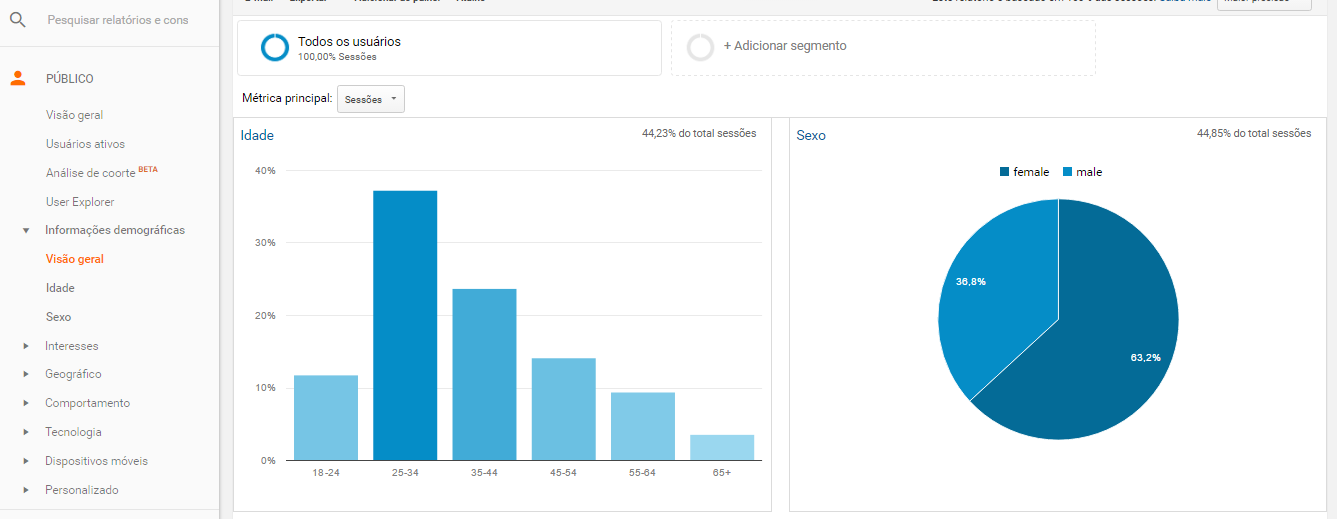 Pesquisar relatórios e cons
PÚBLICO
Visão geral
Usuários ativos
Análise de coorte BETA
User Explorer
Informações demográficas
Visão geral
Idade
Sexo
Interesses
Geográfico
Comportamento
Tecnologia
Dispositivos móveis
Personalizado
Todos os usuários
100,00% Sessões
+ Adicionar segmento
Métrica principal: Sessões
Idade
44,23% do total sessões
40%
30%
20%
10%
0%
18-24 25-34 35-44 45-54 55-64 65+
Sexo
44,85% do total sessões
female male
36,8%
63,2%